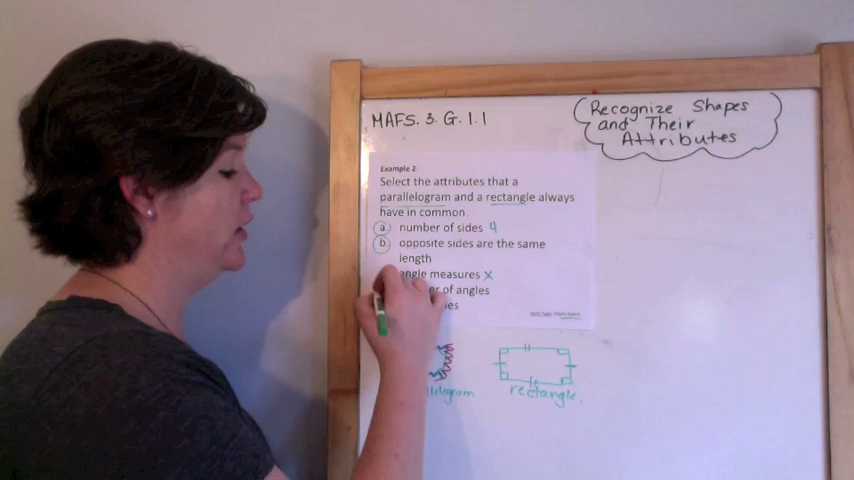 MAFS. 3. G. 1. 1
Recognize Shapes
and Their
Attributes
Example 2
Select the attributes that a
parallelogram and a rectangle always
have in common
a number of sides 4
b opposite sides are the same
length
angle measures x
of angles
rectangle.